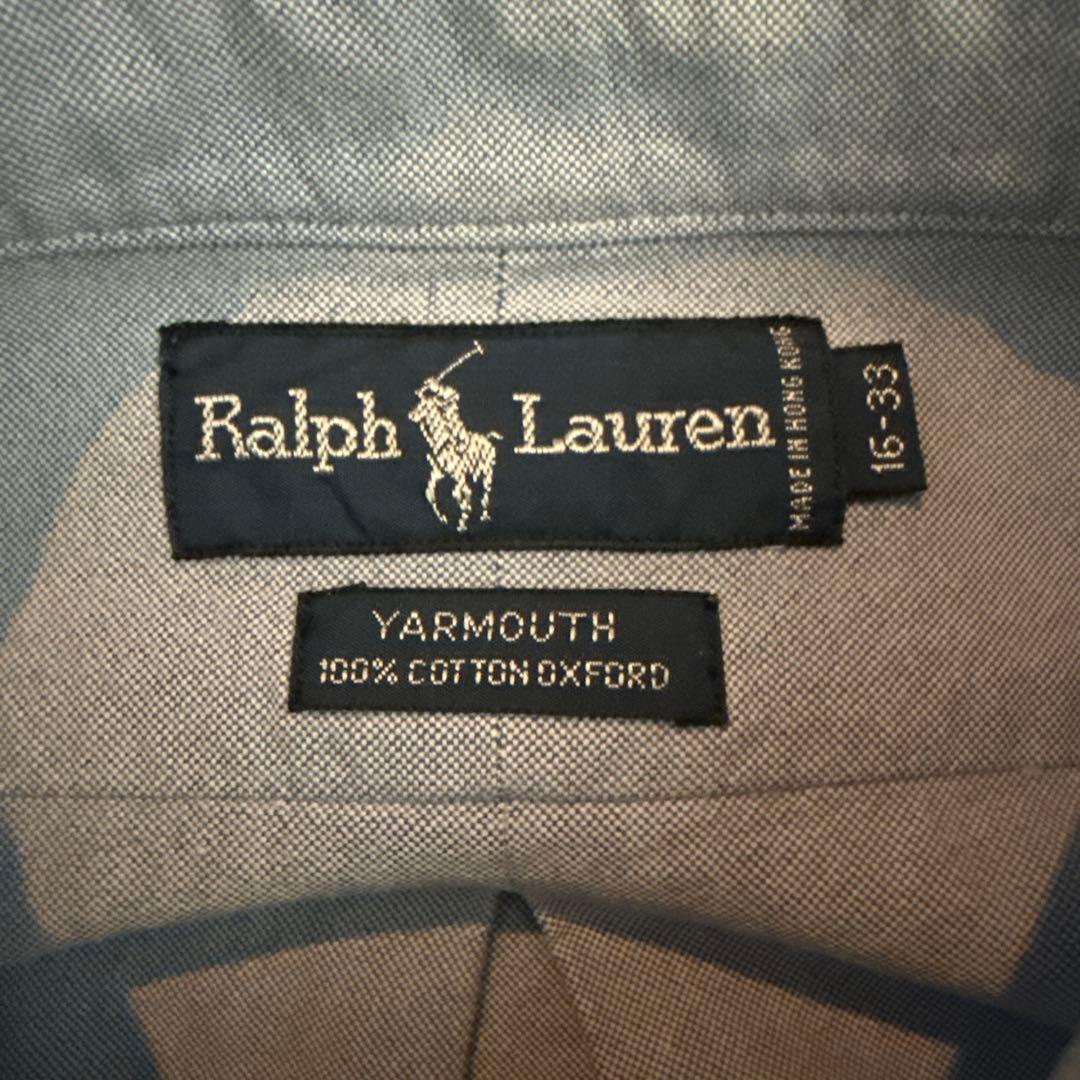 Ralph Lauren
MADE IN HONG KONG
16-33
YARMOUTH
100% COTTON OXFORD